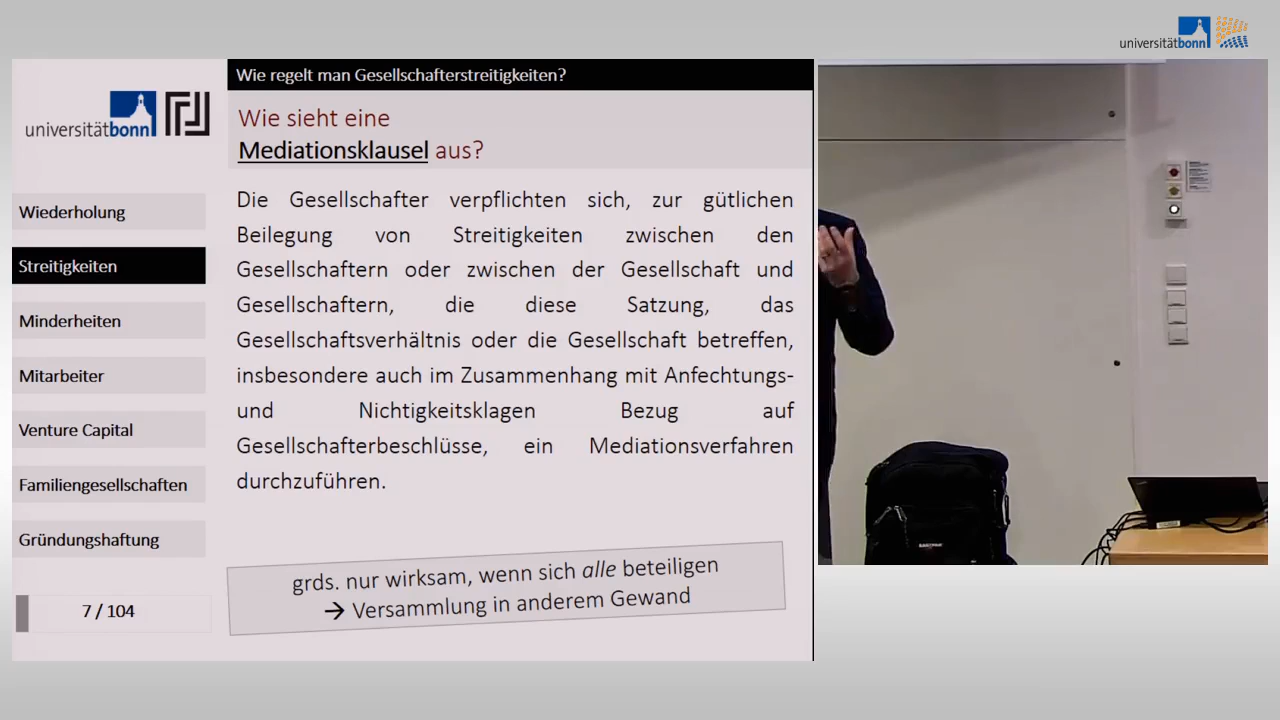 universitätbonn
universitätbonn
Wie regelt man Gesellschafterstreitigkeiten?
Wie sieht eine
Mediationsklausel aus?
Wiederholung
Streitigkeiten
Minderheiten
Mitarbeiter
Venture Capital
Familiengesellschaften
Gründungshaftung
7 / 104
Die Gesellschafter verpflichten sich, zur gütlichen
Beilegung von Streitigkeiten zwischen den
Gesellschaftern oder zwischen der Gesellschaft und
Gesellschaftern, die diese Satzung, das
Gesellschaftsverhältnis oder die Gesellschaft betreffen,
insbesondere auch im Zusammenhang mit Anfechtungs-
und Nichtigkeitsklagen Bezug auf
Gesellschafterbeschlüsse, ein Mediationsverfahren
durchzuführen.
grds. nur wirksam, wenn sich alle beteiligen
→ Versammlung in anderem Gewand
EASTPAK